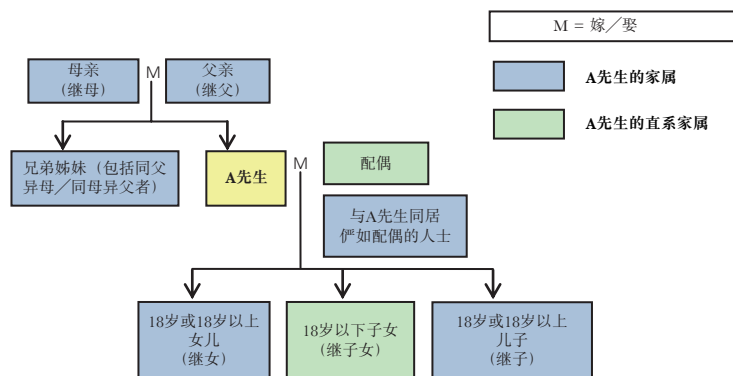 M = 嫁／娶
母亲
(继母)
M
父亲
(继父)
A先生的家属
A先生的直系家属
兄弟姊妹（包括同父
异母／同母异父者）
A先生
M
配偶
与A先生同居
俨如配偶的人士
18岁或18岁以上
女儿
(继女)
18岁以下子女
(继子女)
18岁或18岁以上
儿子
(继子)